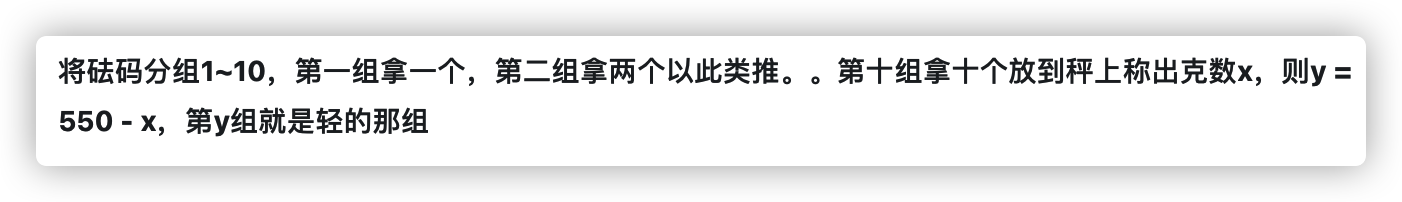 将砝码分组1~10，第一组拿一个，第二组拿两个以此类推。。第十组拿十个放到秤上称出克数x，则y =
550 - x，第y组就是轻的那组